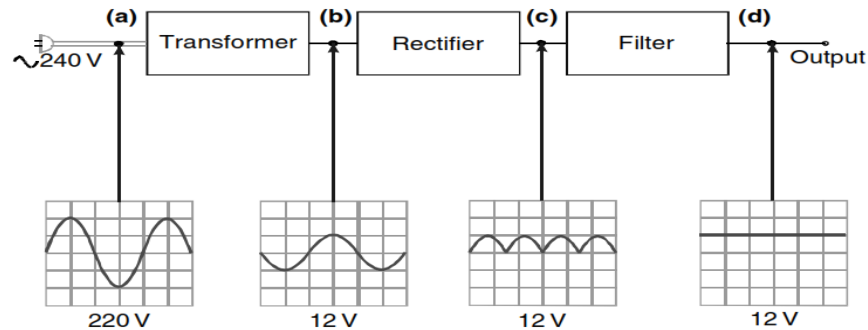 (a) (b) (c) (d)
Transformer Rectifier Filter
240 V
Output
220 V 12 V 12 V 12 V